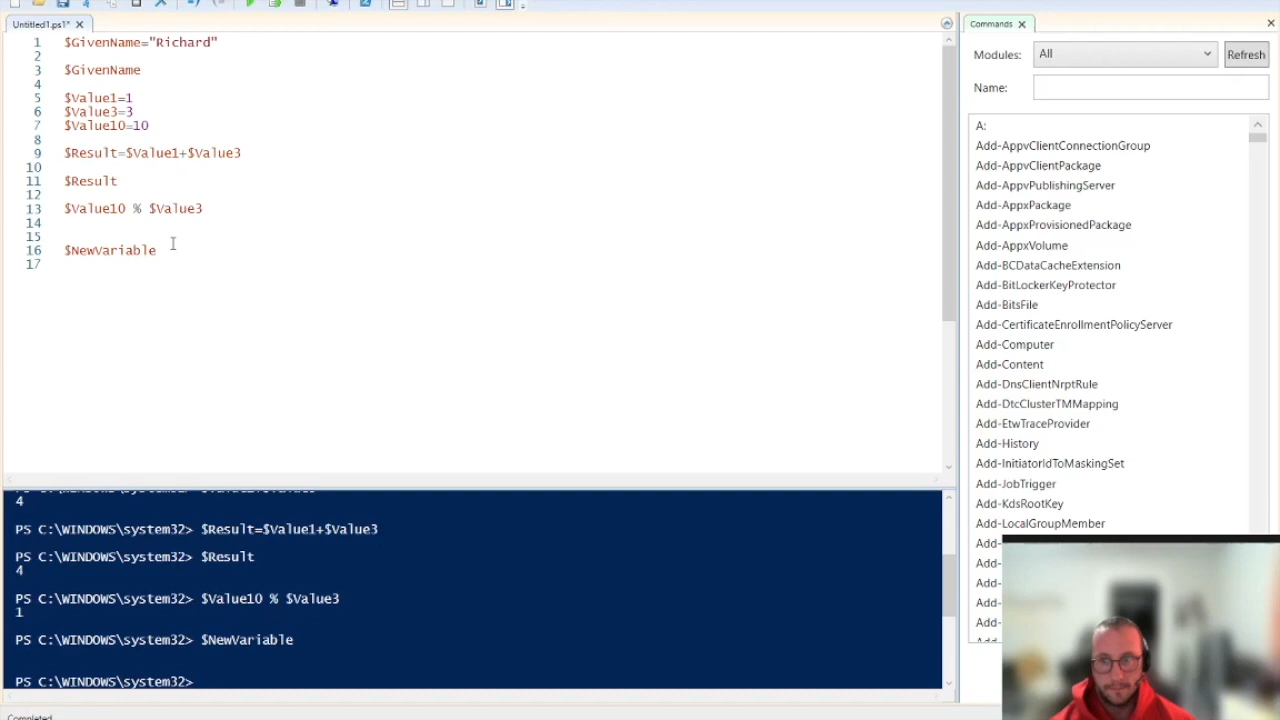 Untitled1.ps1* X
1 $GivenName="Richard"
2
3 $GivenName
4
5 $Value1=1
6 $Value3=3
7 $Value10=10
8
9 $Result=$Value1+$Value3
10
11 $Result
12
13 $Value10 % $Value3
14
15
16 $NewVariable
17
4
PS C:\WINDOWS\system32> $Result=$Value1+$Value3
PS C:\WINDOWS\system32> $Result
4
PS C:\WINDOWS\system32> $Value10 % $Value3
1
PS C:\WINDOWS\system32> $NewVariable
PS C:\WINDOWS\system32>
Completed
Commands X
Modules: All Refresh
Name:
A:
Add-AppvClientConnectionGroup
Add-AppvClientPackage
Add-AppvPublishingServer
Add-AppxPackage
Add-AppxProvisionedPackage
Add-AppxVolume
Add-BCDataCacheExtension
Add-BitLockerKeyProtector
Add-BitsFile
Add-CertificateEnrollmentPolicyServer
Add-Computer
Add-Content
Add-DnsClientNrptRule
Add-DtcClusterTMMapping
Add-EtwTraceProvider
Add-History
Add-InitiatorIdToMaskingSet
Add-JobTrigger
Add-KdsRootKey
Add-LocalGroupMember
Add-
Add-
Add-
Add-
Add-